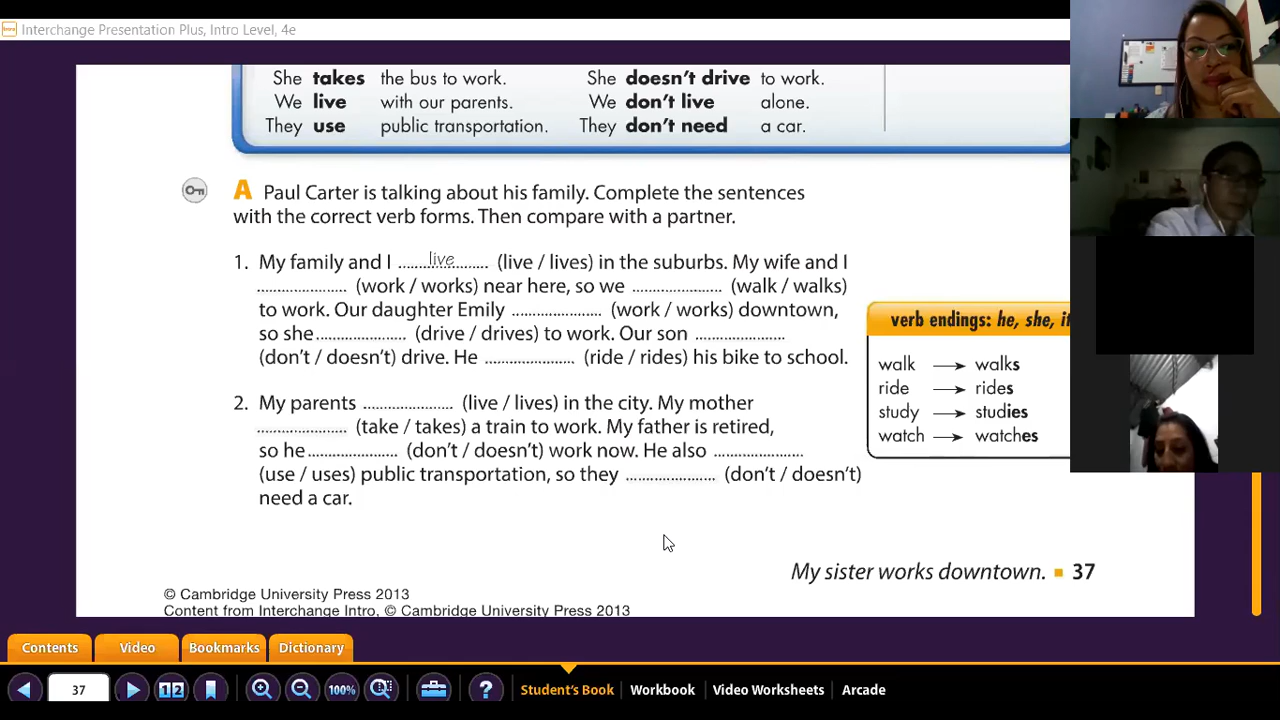 Interchange Presentation Plus, Intro Level, 4e
She takes the bus to work. She doesn't drive to work.
We live with our parents. We don't live alone.
They use public transportation. They don't need a car.
A Paul Carter is talking about his family. Complete the sentences
with the correct verb forms. Then compare with a partner.
1. My family and I ....live.... (live / lives) in the suburbs. My wife and I
.................... (work / works) near here, so we .................... (walk / walks)
to work. Our daughter Emily .................... (work / works) downtown,
so she .................... (drive / drives) to work. Our son ....................
(don't / doesn't) drive. He .................... (ride / rides) his bike to school.
2. My parents .................... (live / lives) in the city. My mother
.................... (take / takes) a train to work. My father is retired,
so he .................... (don't / doesn't) work now. He also ....................
(use / uses) public transportation, so they .................... (don't / doesn't)
need a car.
verb endings: he, she, it
walk → walks
ride → rides
study → studies
watch → watches
My sister works downtown. ■ 37
© Cambridge University Press 2013
Content from Interchange Intro, © Cambridge University Press 2013
Contents Video Bookmarks Dictionary
37 1 2 100% ? Student's Book Workbook Video Worksheets Arcade